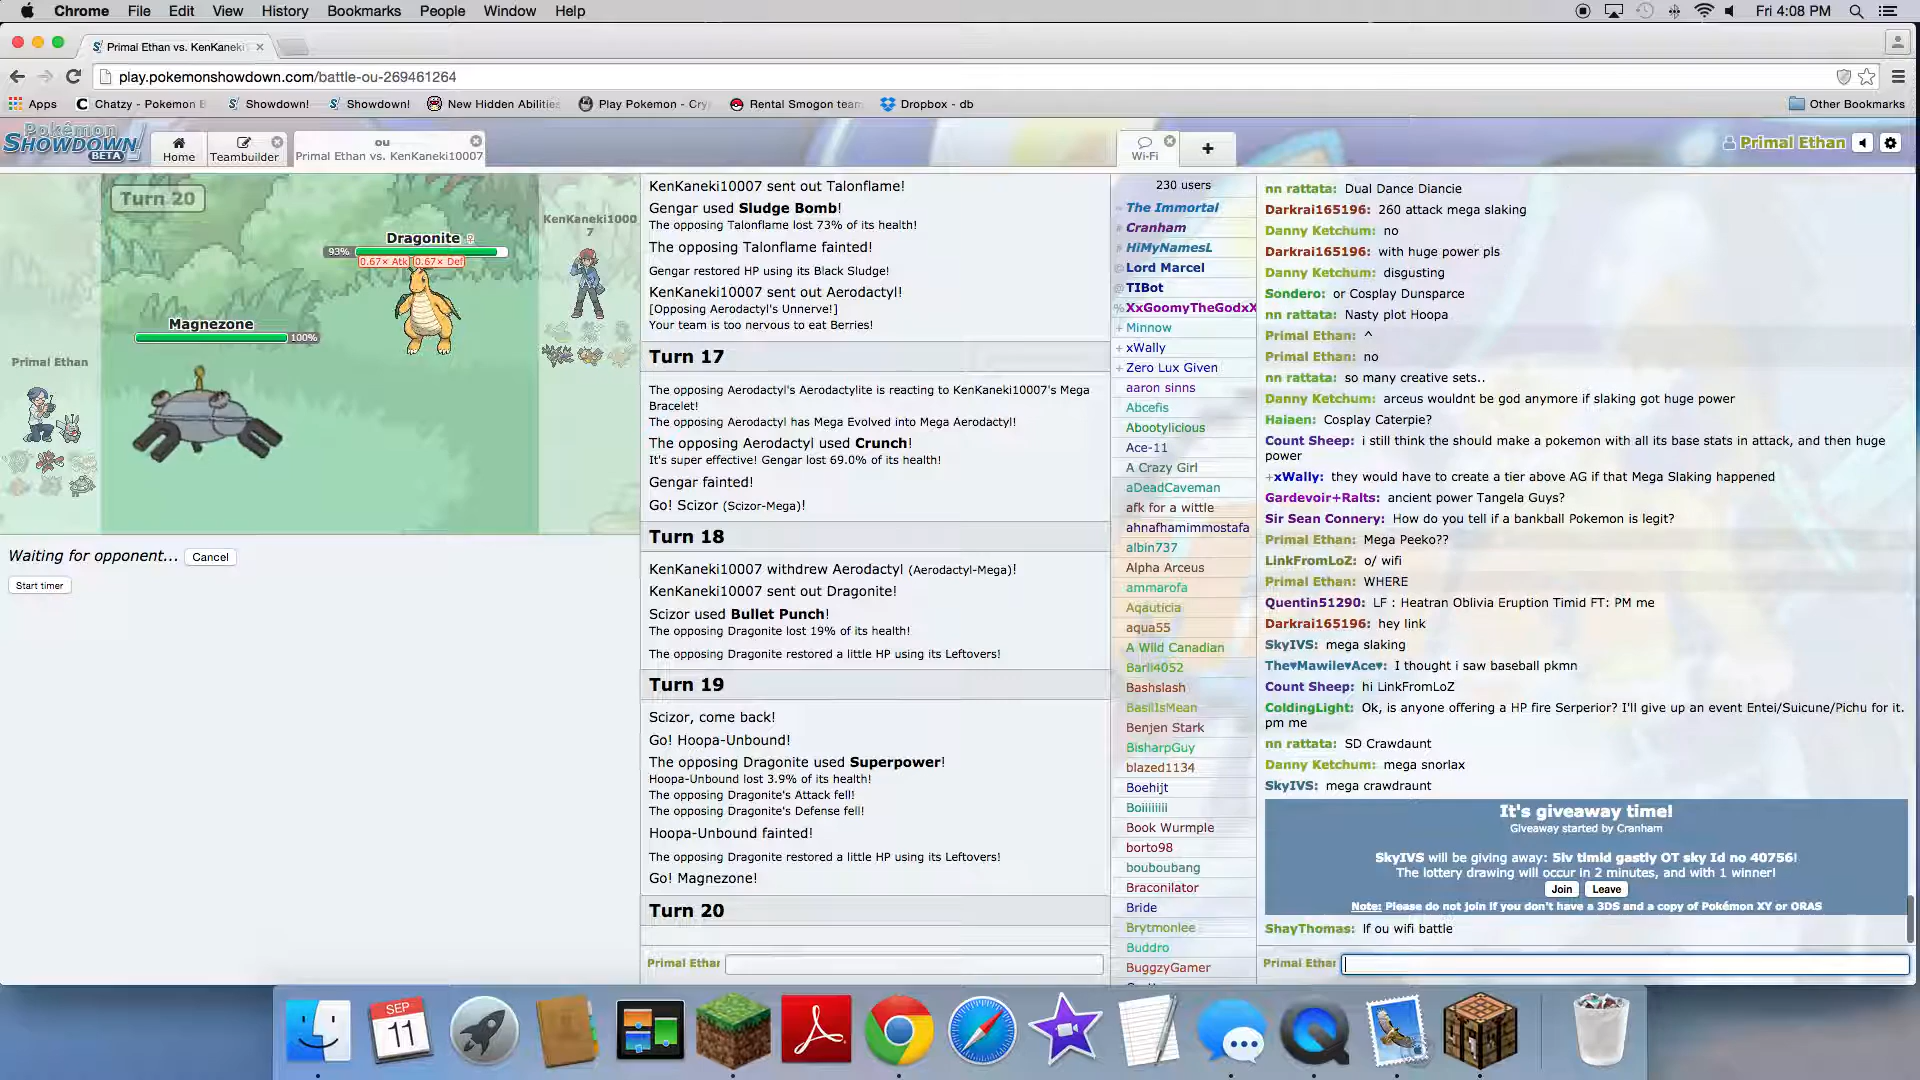 Chrome File Edit View History Bookmarks People Window Help
Fri 4:08 PM
Primal Ethan vs. KenKaneki
play.pokemonshowdown.com/battle-ou-269461264
Apps Chatzy - Pokemon B Showdown! Showdown! New Hidden Abilities Play Pokemon - Cry Rental Smogon team Dropbox - db Other Bookmarks
Pokémon
SHOWDOWN!
BETA
Home
Teambuilder
ou
Primal Ethan vs. KenKaneki10007
Wi-Fi
+
Primal Ethan
Turn 20
KenKaneki1000
7
Dragonite
93%
0.67× Atk 0.67× Def
Magnezone
100%
Primal Ethan
Waiting for opponent... Cancel
Start timer
KenKaneki10007 sent out Talonflame!
Gengar used Sludge Bomb!
The opposing Talonflame lost 73% of its health!
The opposing Talonflame fainted!
Gengar restored HP using its Black Sludge!
KenKaneki10007 sent out Aerodactyl!
[Opposing Aerodactyl's Unnerve!]
Your team is too nervous to eat Berries!
Turn 17
The opposing Aerodactyl's Aerodactylite is reacting to KenKaneki10007's Mega
Bracelet!
The opposing Aerodactyl has Mega Evolved into Mega Aerodactyl!
The opposing Aerodactyl used Crunch!
It's super effective! Gengar lost 69.0% of its health!
Gengar fainted!
Go! Scizor (Scizor-Mega)!
Turn 18
KenKaneki10007 withdrew Aerodactyl (Aerodactyl-Mega)!
KenKaneki10007 sent out Dragonite!
Scizor used Bullet Punch!
The opposing Dragonite lost 19% of its health!
The opposing Dragonite restored a little HP using its Leftovers!
Turn 19
Scizor, come back!
Go! Hoopa-Unbound!
The opposing Dragonite used Superpower!
Hoopa-Unbound lost 3.9% of its health!
The opposing Dragonite's Attack fell!
The opposing Dragonite's Defense fell!
Hoopa-Unbound fainted!
The opposing Dragonite restored a little HP using its Leftovers!
Go! Magnezone!
Turn 20
Primal Ethan
230 users
The Immortal
Cranham
HiMyNamesL
@Lord Marcel
@TIBot
%XxGoomyTheGodxX
+Minnow
+xWally
+Zero Lux Given
aaron sinns
Abcefis
Abootylicious
Ace-11
A Crazy Girl
aDeadCaveman
afk for a wittle
ahnafhamimmostafa
albin737
Alpha Arceus
ammarofa
Aqauticia
aqua55
A Wild Canadian
Barli4052
Bashslash
BasilIsMean
Benjen Stark
BisharpGuy
blazed1134
Boehijt
Boiiiiiiii
Book Wurmple
borto98
bouboubang
Braconilator
Bride
Brytmonlee
Buddro
BuggzyGamer
nn rattata: Dual Dance Diancie
Darkrai165196: 260 attack mega slaking
Danny Ketchum: no
Darkrai165196: with huge power pls
Danny Ketchum: disgusting
Sondero: or Cosplay Dunsparce
nn rattata: Nasty plot Hoopa
Primal Ethan: ^
Primal Ethan: no
nn rattata: so many creative sets..
Danny Ketchum: arceus wouldnt be god anymore if slaking got huge power
Haiaen: Cosplay Caterpie?
Count Sheep: i still think the should make a pokemon with all its base stats in attack, and then huge
power
+xWally: they would have to create a tier above AG if that Mega Slaking happened
Gardevoir+Ralts: ancient power Tangela Guys?
Sir Sean Connery: How do you tell if a bankball Pokemon is legit?
Primal Ethan: Mega Peeko??
LinkFromLoZ: o/ wifi
Primal Ethan: WHERE
Quentin51290: LF : Heatran Oblivia Eruption Timid FT: PM me
Darkrai165196: hey link
SkyIVS: mega slaking
The♥Mawile♥Ace♥: I thought i saw baseball pkmn
Count Sheep: hi LinkFromLoZ
ColdingLight: Ok, is anyone offering a HP fire Serperior? I'll give up an event Entei/Suicune/Pichu for it.
pm me
nn rattata: SD Crawdaunt
Danny Ketchum: mega snorlax
SkyIVS: mega crawdraunt
It's giveaway time!
Giveaway started by Cranham
SkyIVS will be giving away: 5iv timid gastly OT sky Id no 40756!
The lottery drawing will occur in 2 minutes, and with 1 winner!
Join Leave
Note: Please do not join if you don't have a 3DS and a copy of Pokémon XY or ORAS
ShayThomas: lf ou wifi battle
Primal Ethan
SEP
11